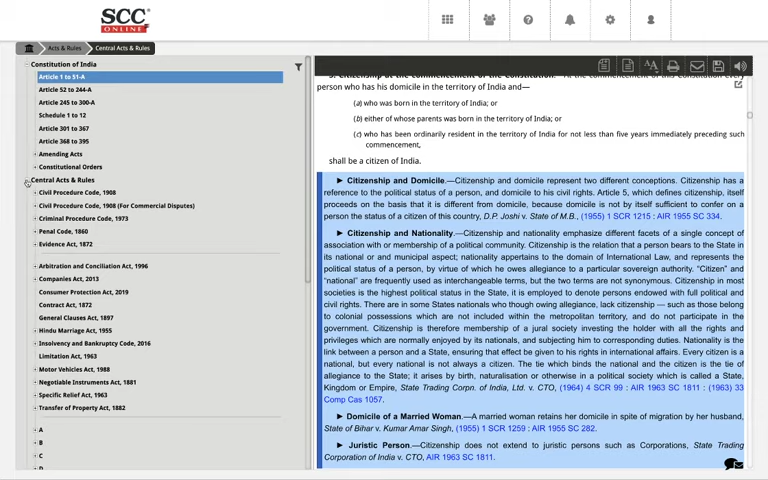 SCC
ONLINE
Acts & Rules
Central Acts & Rules
Constitution of India
Article 1 to 51-A
Article 52 to 244-A
Article 245 to 300-A
Schedule 1 to 12
Article 301 to 367
Article 368 to 395
Amending Acts
Constitutional Orders
Central Acts & Rules
Civil Procedure Code, 1908
Civil Procedure Code, 1908 (For Commercial Disputes)
Criminal Procedure Code, 1973
Penal Code, 1860
Evidence Act, 1872
Arbitration and Conciliation Act, 1996
Companies Act, 2013
Consumer Protection Act, 2019
Contract Act, 1872
General Clauses Act, 1897
Hindu Marriage Act, 1955
Insolvency and Bankruptcy Code, 2016
Limitation Act, 1963
Motor Vehicles Act, 1988
Negotiable Instruments Act, 1881
Specific Relief Act, 1963
Transfer of Property Act, 1882
A
B
C
D
5. Citizenship at the commencement of the Constitution.—At the commencement of this Constitution every
person who has his domicile in the territory of India and—
(a) who was born in the territory of India; or
(b) either of whose parents was born in the territory of India; or
(c) who has been ordinarily resident in the territory of India for not less than five years immediately preceding such
commencement,
shall be a citizen of India.
► Citizenship and Domicile.—Citizenship and domicile represent two different conceptions. Citizenship has a
reference to the political status of a person, and domicile to his civil rights. Article 5, which defines citizenship, itself
proceeds on the basis that it is different from domicile, because domicile is not by itself sufficient to confer on
a person the status of a citizen of this country, D.P. Joshi v. State of M.B., (1955) 1 SCR 1215 : AIR 1955 SC 334.
► Citizenship and Nationality.—Citizenship and nationality emphasize different facets of a single concept of
association with or membership of a political community. Citizenship is the relation that a person bears to the State in
its national or and municipal aspect; nationality appertains to the domain of International Law, and represents the
political status of a person, by virtue of which he owes allegiance to a particular sovereign authority. “Citizen” and
“national” are frequently used as interchangeable terms, but the two terms are not synonymous. Citizenship in most
societies is the highest political status in the State, it is employed to denote persons endowed with full political and
civil rights. There are in some States nationals who though owing allegiance, lack citizenship — such as those belong
to colonial possessions which are not included within the metropolitan territory, and do not participate in the
government. Citizenship is therefore membership of a jural society investing the holder with all the rights and
privileges which are normally enjoyed by its nationals, and subjecting him to corresponding duties. Nationality is the
link between a person and a State, ensuring that effect be given to his rights in international affairs. Every citizen is a
national, but every national is not always a citizen. The tie which binds the national and the citizen is the tie of
allegiance to the State; it arises by birth, naturalisation or otherwise in a political society which is called a State,
Kingdom or Empire, State Trading Corpn. of India, Ltd. v. CTO, (1964) 4 SCR 99 : AIR 1963 SC 1811 : (1963) 33
Comp Cas 1057.
► Domicile of a Married Woman.—A married woman retains her domicile in spite of migration by her husband,
State of Bihar v. Kumar Amar Singh, (1955) 1 SCR 1259 : AIR 1955 SC 282.
► Juristic Person.—Citizenship does not extend to juristic persons such as Corporations, State Trading
Corporation of India v. CTO, AIR 1963 SC 1811.